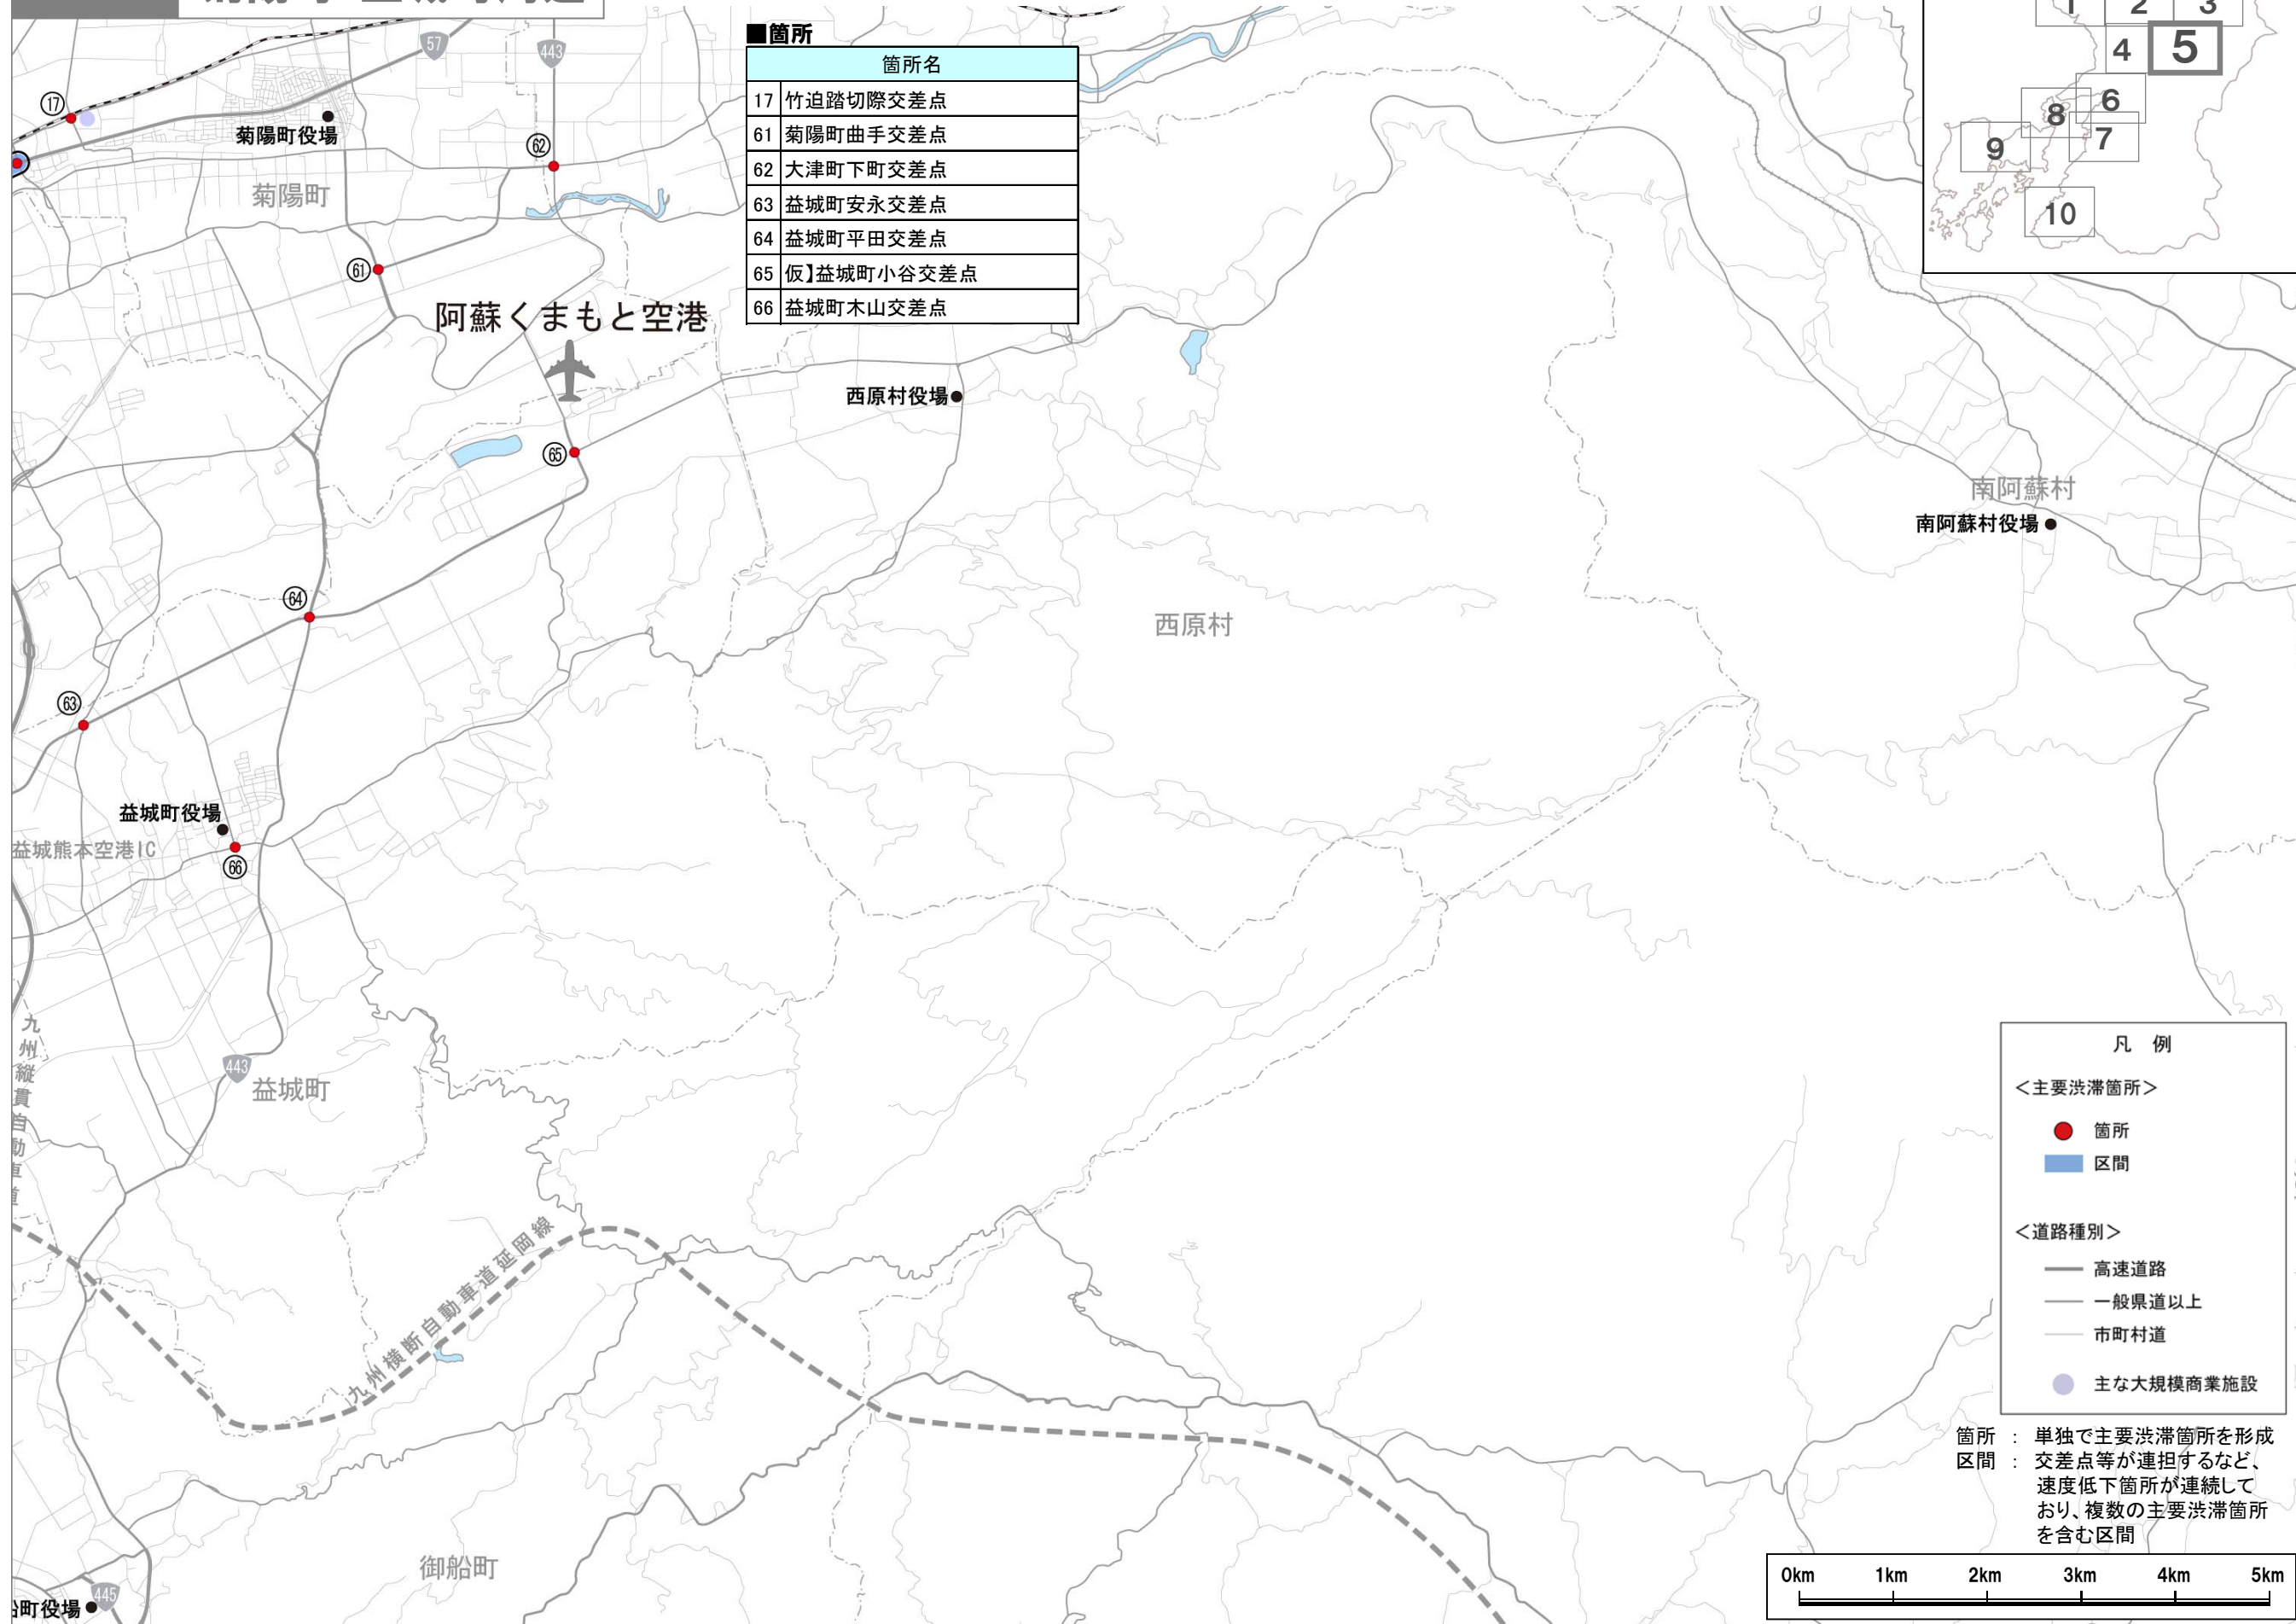 ■箇所
箇所名
17 竹迫踏切際交差点
61 菊陽町曲手交差点
62 大津町下町交差点
63 益城町安永交差点
64 益城町平田交差点
65 仮】益城町小谷交差点
66 益城町木山交差点
1 2 3
4 5
6
8
7
9
10
57
443
⑰
菊陽町役場
62
菊陽町
61
阿蘇くまもと空港
西原村役場
65
南阿蘇村
南阿蘇村役場
64
西原村
63
益城町役場
益城熊本空港IC
66
九州縦貫自動車道
443
益城町
九州横断自動車道延岡線
御船町
445
町役場
凡 例
＜主要渋滞箇所＞
箇所
区間
＜道路種別＞
高速道路
一般県道以上
市町村道
主な大規模商業施設
箇所 ： 単独で主要渋滞箇所を形成
区間 ： 交差点等が連担するなど、
速度低下箇所が連続して
おり、複数の主要渋滞箇所
を含む区間
0km 1km 2km 3km 4km 5km